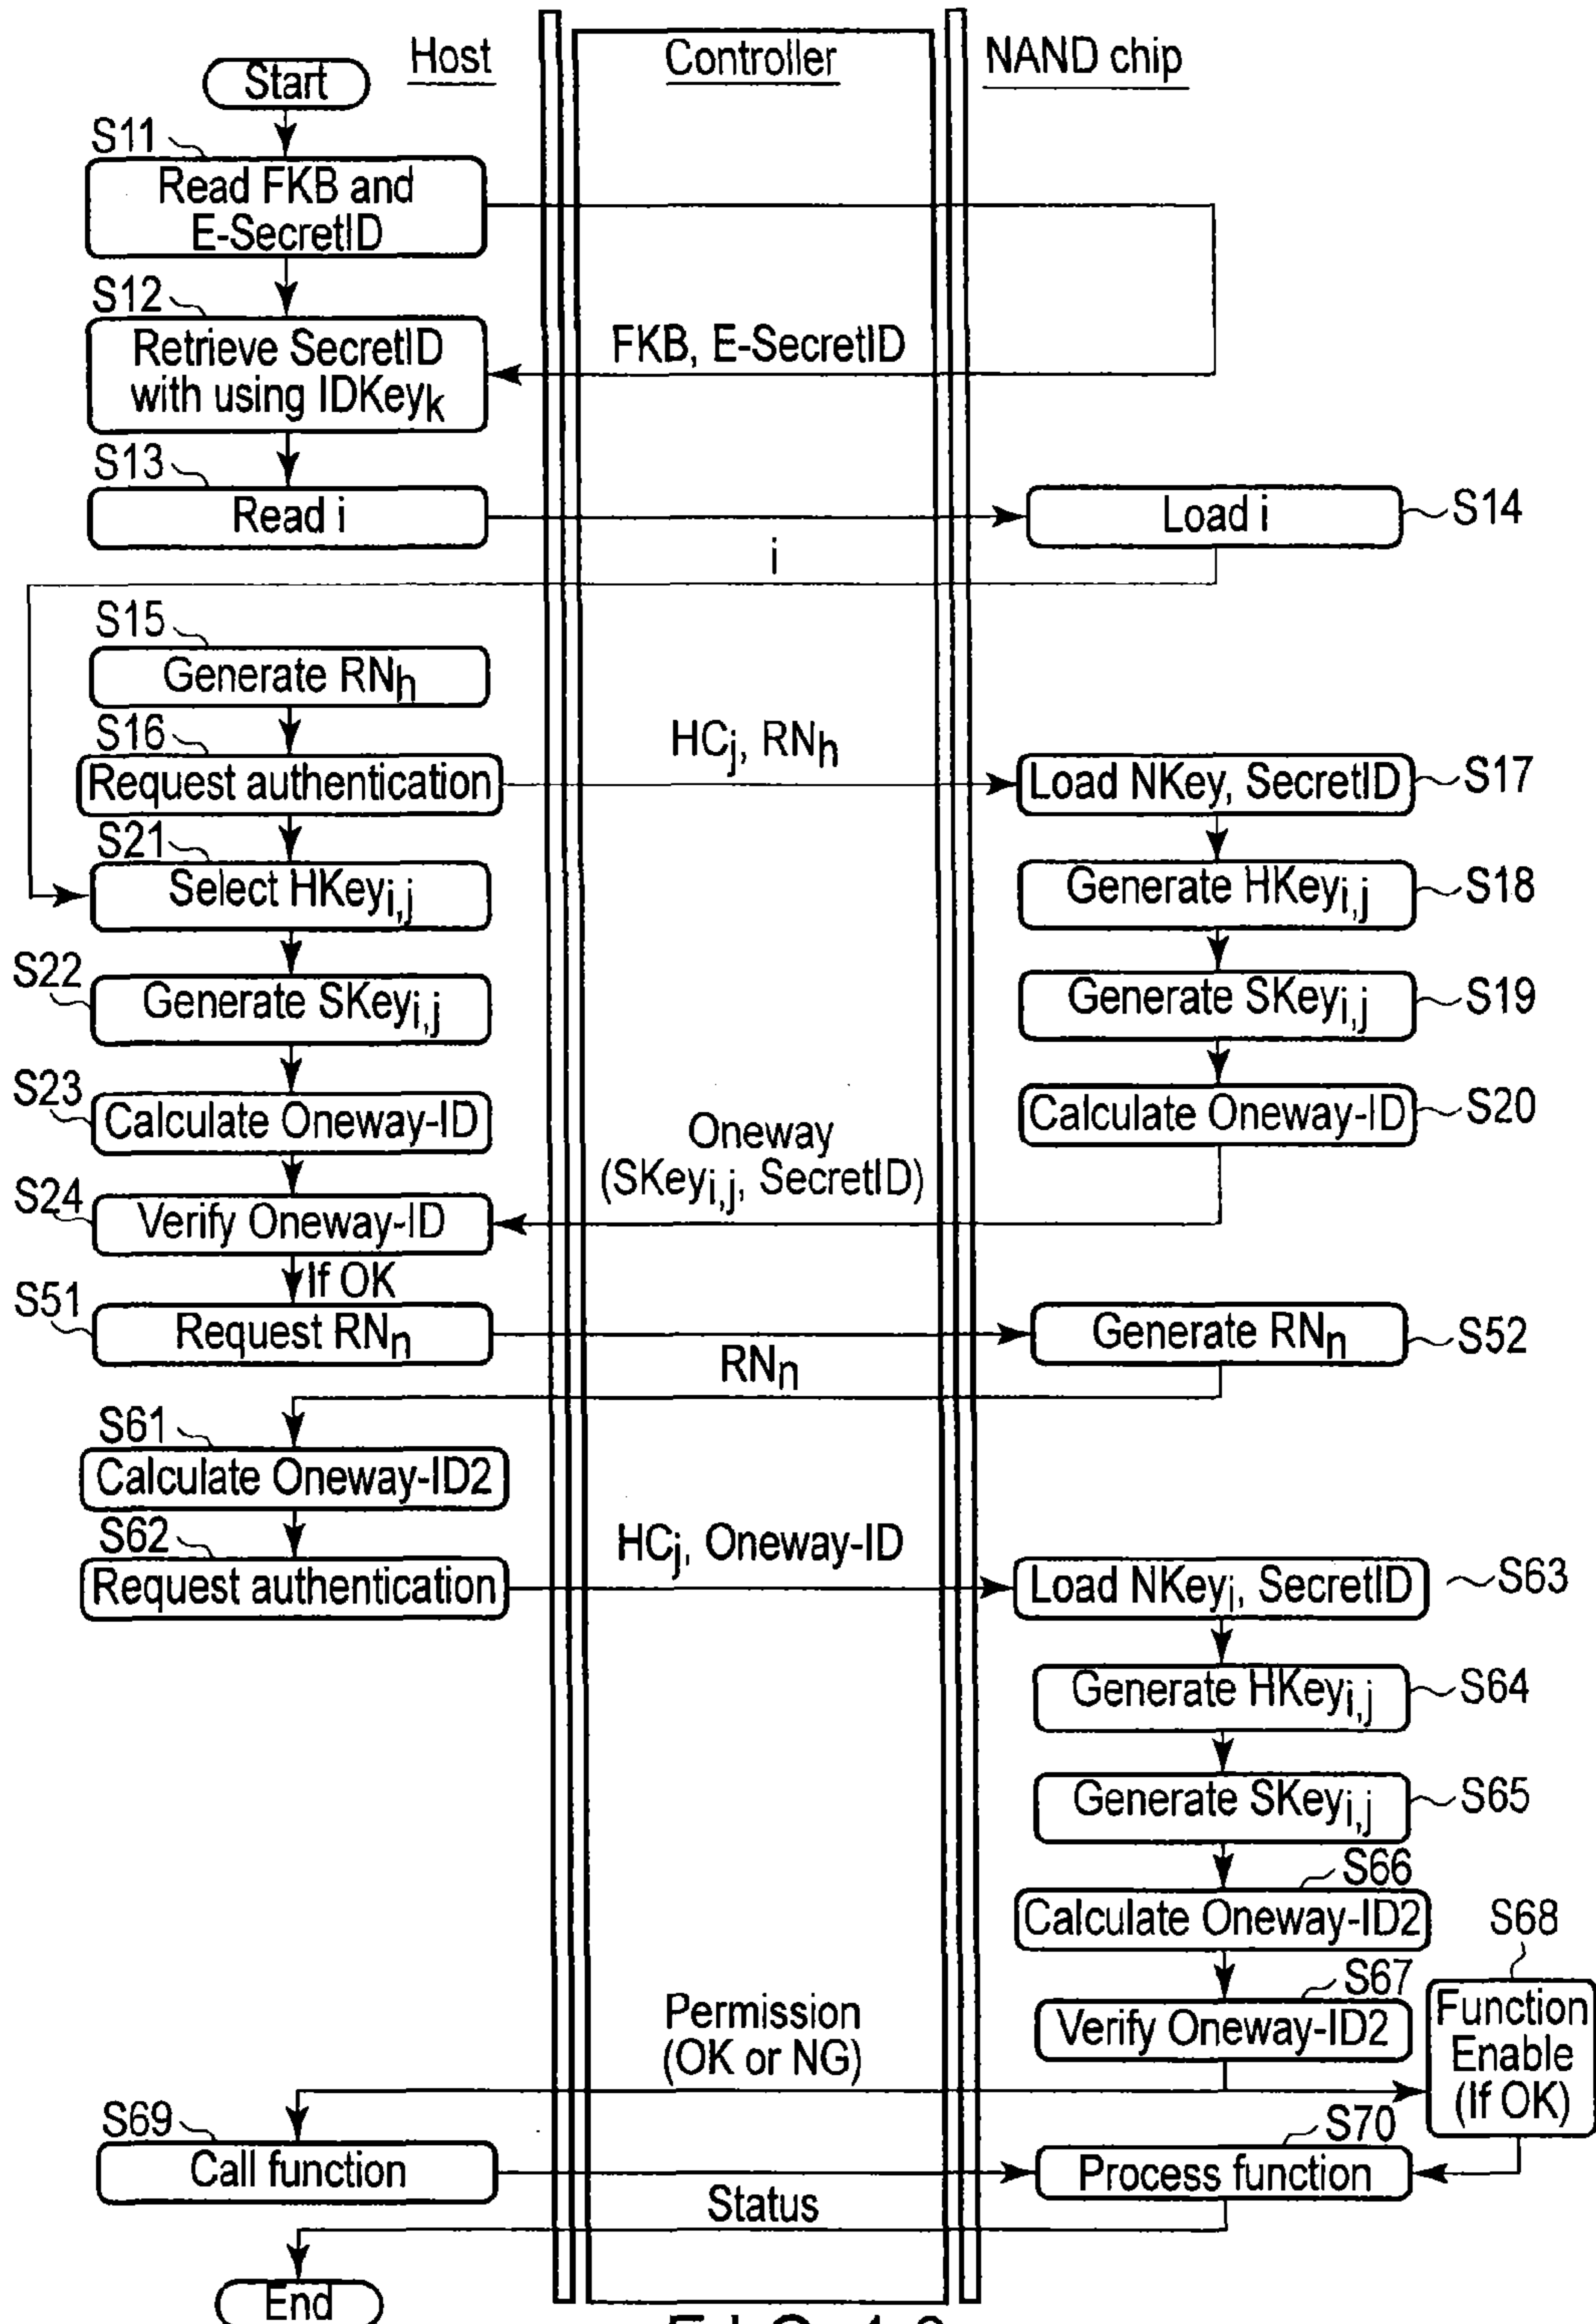 Host
Controller
NAND chip
Start
S11
Read FKB and
E-SecretID
S12
Retrieve SecretID
with using IDKeyk
FKB, E-SecretID
S13
Read i
Load i
S14
i
S15
Generate RNh
S16
Request authentication
HCj, RNh
Load NKey, SecretID
S17
S21
Select HKeyi,j
Generate HKeyi,j
S18
S22
Generate SKeyi,j
Generate SKeyi,j
S19
S23
Calculate Oneway-ID
Calculate Oneway-ID
S20
Oneway
(SKeyi,j, SecretID)
S24
Verify Oneway-ID
If OK
S51
Request RNn
Generate RNn
S52
RNn
S61
Calculate Oneway-ID2
S62
Request authentication
HCj, Oneway-ID
Load NKeyi, SecretID
S63
Generate HKeyi,j
S64
Generate SKeyi,j
S65
S66
Calculate Oneway-ID2
S67
Verify Oneway-ID2
S68
Function
Enable
(If OK)
Permission
(OK or NG)
S69
Call function
S70
Process function
Status
End